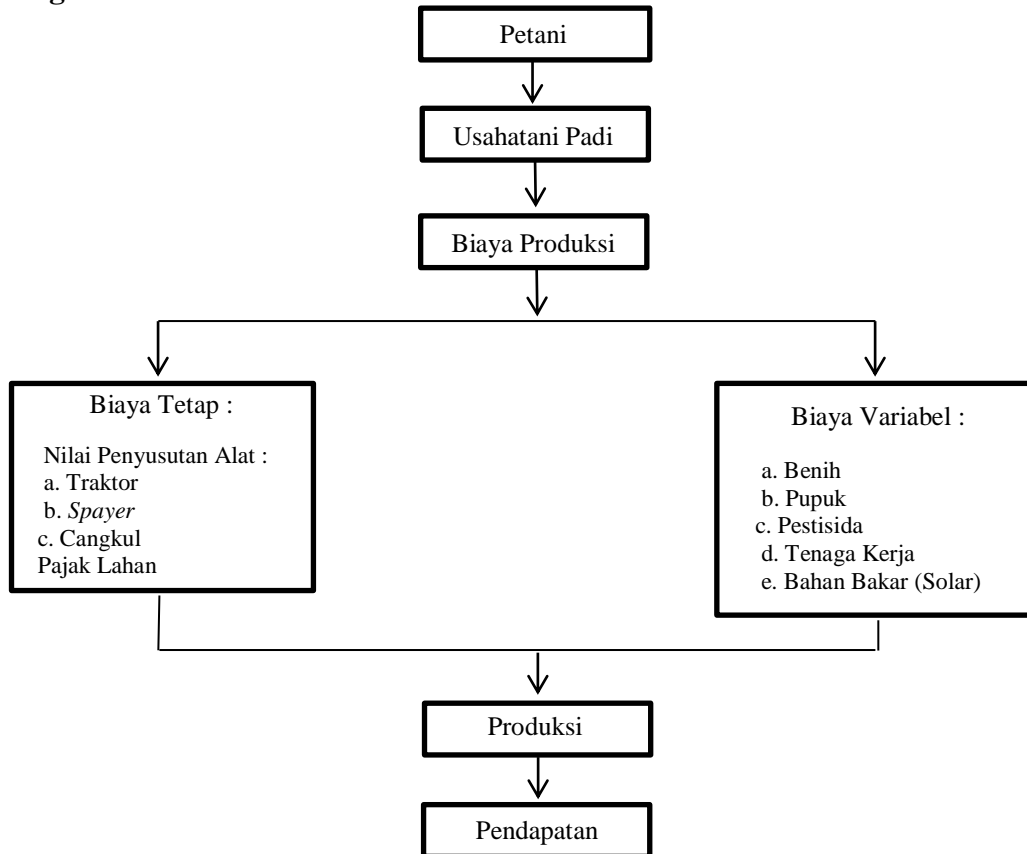 Petani
Usahatani Padi
Biaya Produksi
Biaya Tetap :
Nilai Penyusutan Alat :
a. Traktor
b. Spayer
c. Cangkul
Pajak Lahan
Biaya Variabel :
a. Benih
b. Pupuk
c. Pestisida
d. Tenaga Kerja
e. Bahan Bakar (Solar)
Produksi
Pendapatan